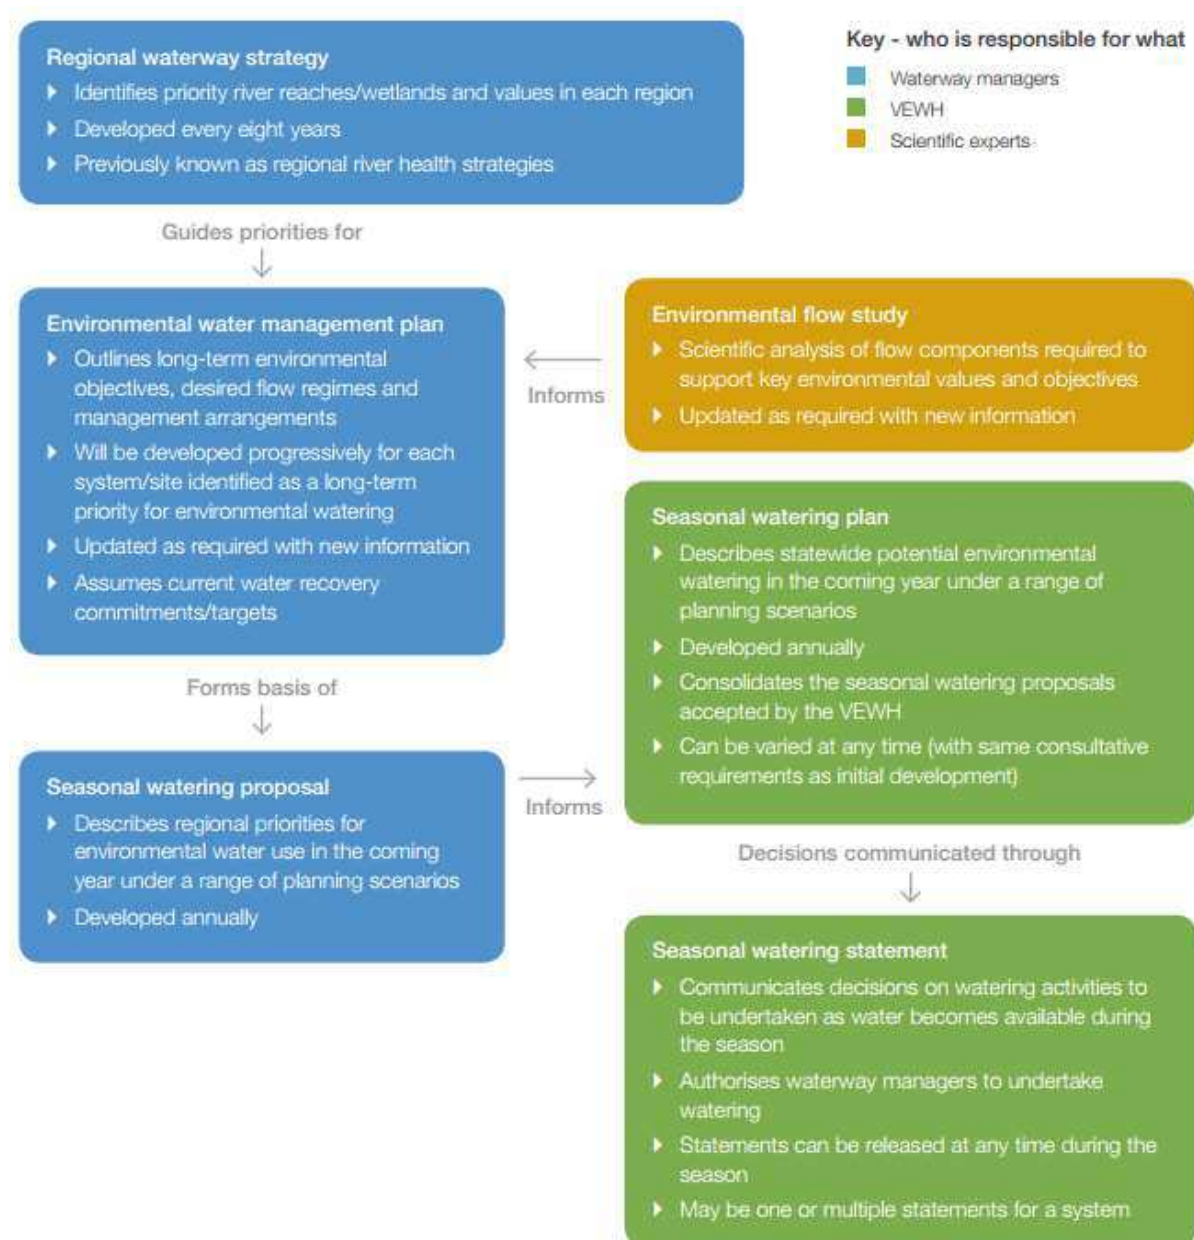 Regional waterway strategy
Identifies priority river reaches/wetlands and values in each region
Developed every eight years
Previously known as regional river health strategies
Key - who is responsible for what
Waterway managers
VEWH
Scientific experts
Guides priorities for
Environmental water management plan
Outlines long-term environmental
objectives, desired flow regimes and
management arrangements
Will be developed progressively for each
system/site identified as a long-term
priority for environmental watering
Updated as required with new information
Assumes current water recovery
commitments/targets
Informs
Environmental flow study
Scientific analysis of flow components required to
support key environmental values and objectives
Updated as required with new information
Forms basis of
Seasonal watering proposal
Describes regional priorities for
environmental water use in the coming
year under a range of planning scenarios
Developed annually
Informs
Seasonal watering plan
Describes statewide potential environmental
watering in the coming year under a range of
planning scenarios
Developed annually
Consolidates the seasonal watering proposals
accepted by the VEWH
Can be varied at any time (with same consultative
requirements as initial development)
Decisions communicated through
Seasonal watering statement
Communicates decisions on watering activities to
be undertaken as water becomes available during
the season
Authorises waterway managers to undertake
watering
Statements can be released at any time during the
season
May be one or multiple statements for a system